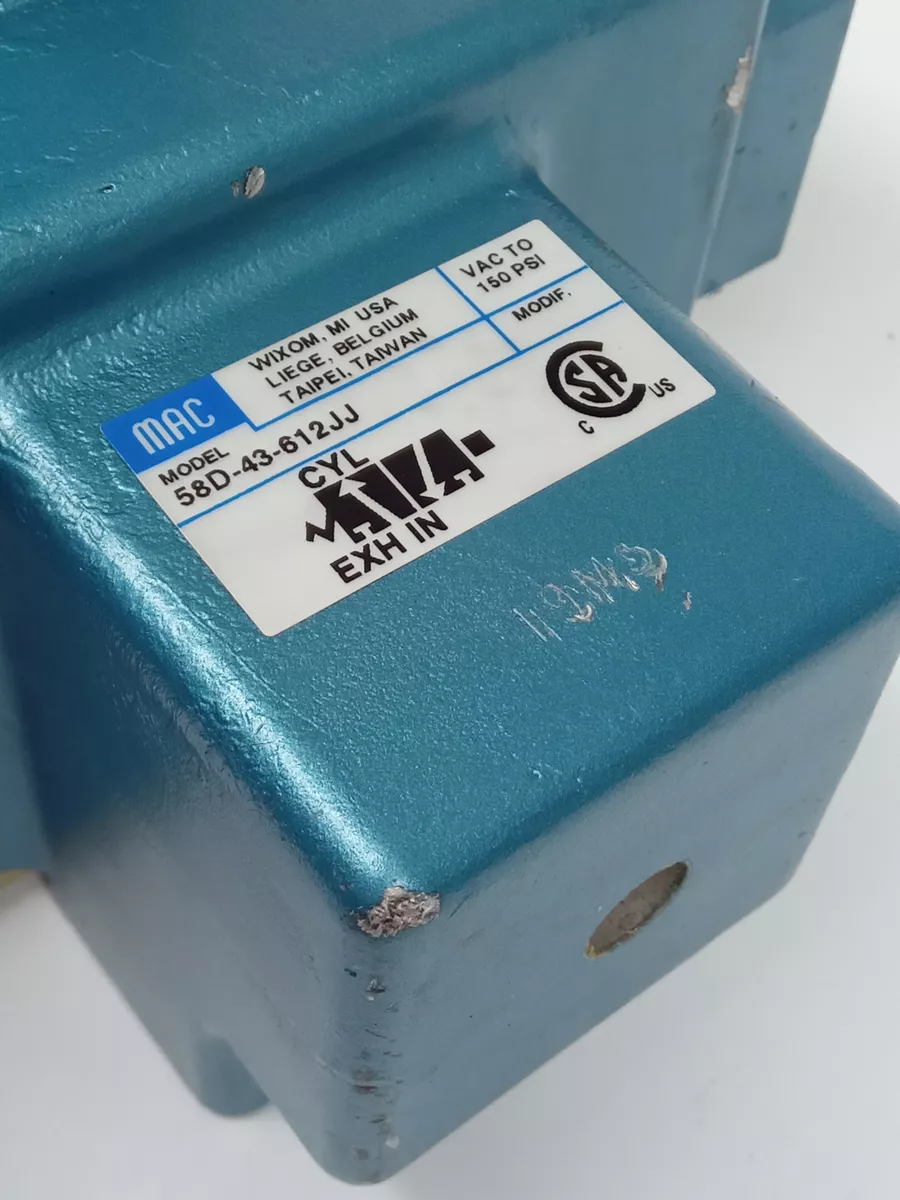 MAC
WIXOM, MI USA
LIEGE, BELGIUM
TAIPEI, TAIWAN
VAC TO
150 PSI
MODIF.
MODEL
58D-43-612JJ
CSA
C US
CYL
EXH IN